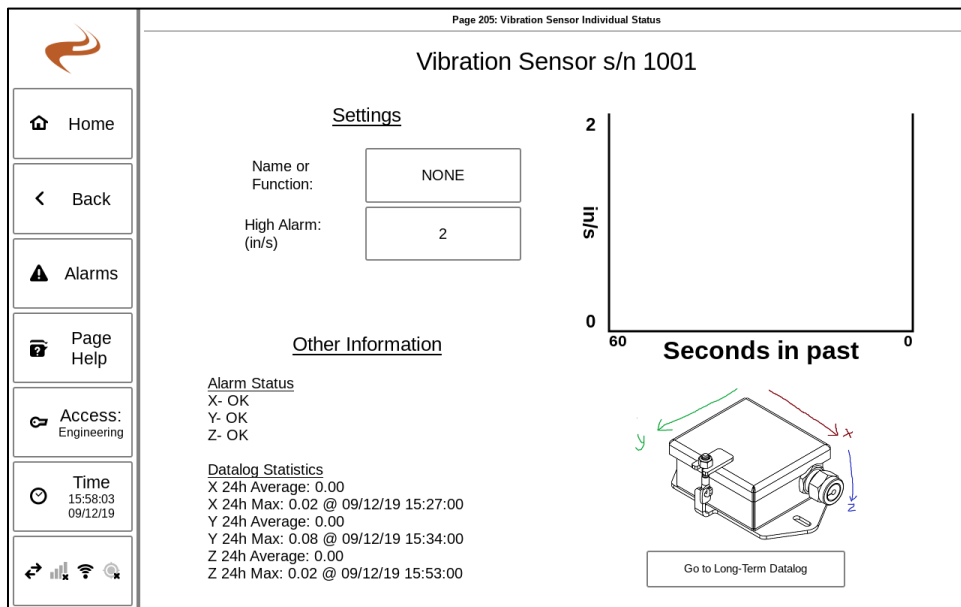 Page 205: Vibration Sensor Individual Status
Home
Back
Alarms
Page
Help
Access:
Engineering
Time
15:58:03
09/12/19
Vibration Sensor s/n 1001
Settings
Name or
Function:
NONE
High Alarm:
(in/s)
2
Other Information
Alarm Status
X- OK
Y- OK
Z- OK
Datalog Statistics
X 24h Average: 0.00
X 24h Max: 0.02 @ 09/12/19 15:27:00
Y 24h Average: 0.00
Y 24h Max: 0.08 @ 09/12/19 15:34:00
Z 24h Average: 0.00
Z 24h Max: 0.02 @ 09/12/19 15:53:00
2
in/s
0
60
0
Seconds in past
y
x
z
Go to Long-Term Datalog